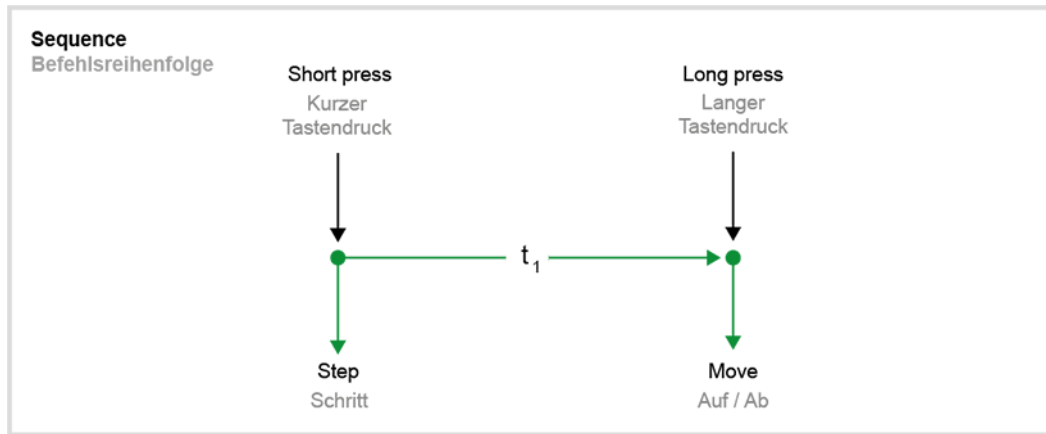 Sequence
Befehlsreihenfolge
Short press
Kurzer
Tastendruck
Long press
Langer
Tastendruck
t1
Step
Schritt
Move
Auf / Ab